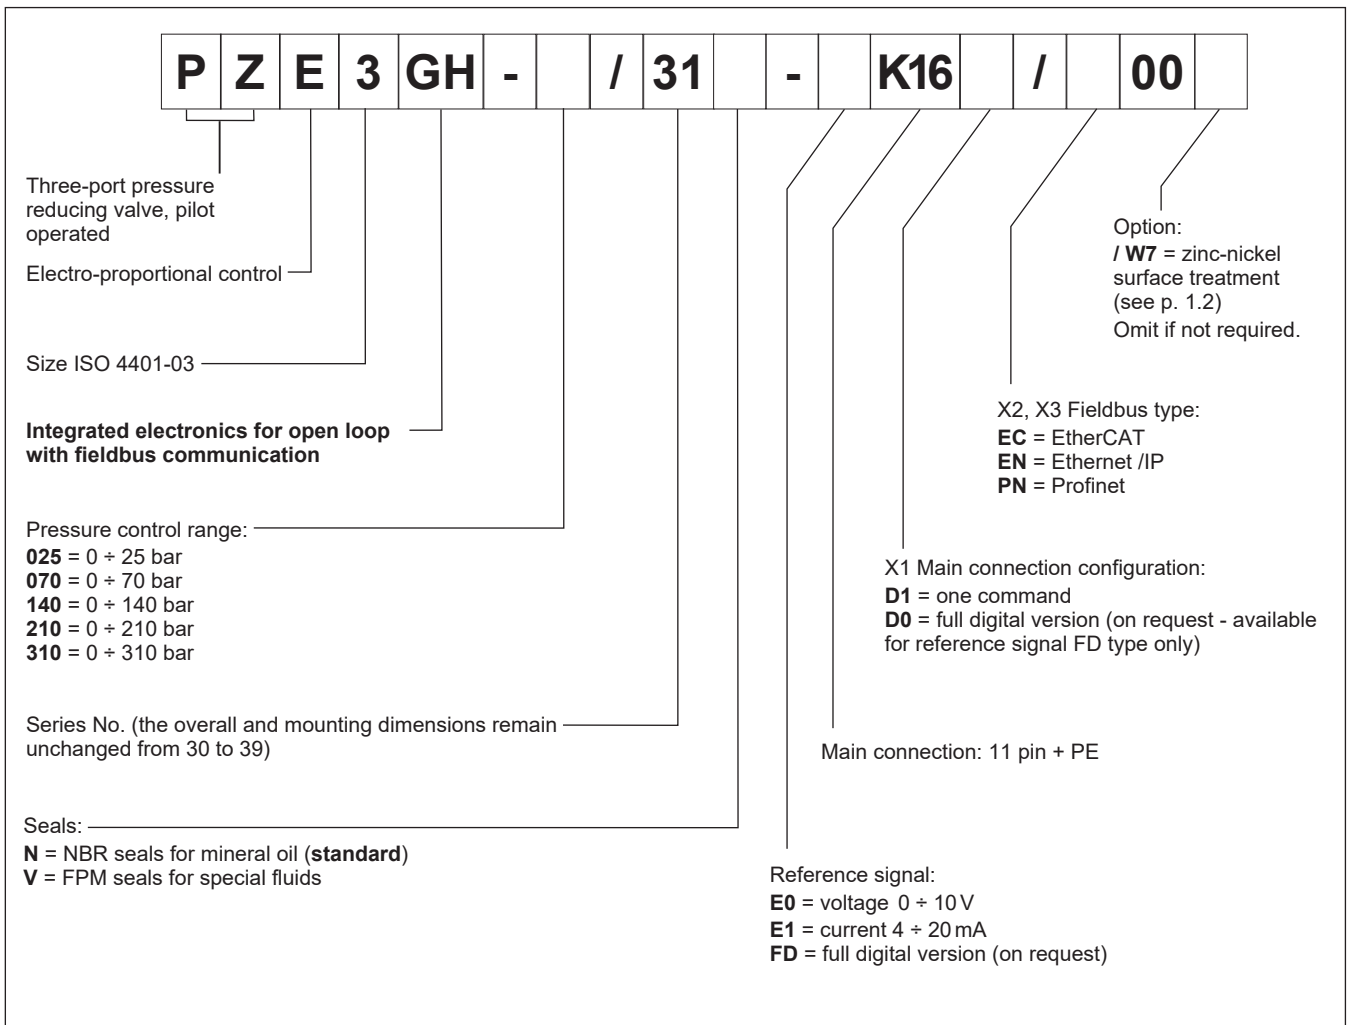 P Z E 3 GH - / 31 - K16 / 00
Three-port pressure
reducing valve, pilot
operated
Electro-proportional control
Size ISO 4401-03
Integrated electronics for open loop
with fieldbus communication
Pressure control range:
025 = 0 ÷ 25 bar
070 = 0 ÷ 70 bar
140 = 0 ÷ 140 bar
210 = 0 ÷ 210 bar
310 = 0 ÷ 310 bar
Series No. (the overall and mounting dimensions remain
unchanged from 30 to 39)
Seals:
N = NBR seals for mineral oil (standard)
V = FPM seals for special fluids
Option:
/ W7 = zinc-nickel
surface treatment
(see p. 1.2)
Omit if not required.
X2, X3 Fieldbus type:
EC = EtherCAT
EN = Ethernet /IP
PN = Profinet
X1 Main connection configuration:
D1 = one command
D0 = full digital version (on request - available
for reference signal FD type only)
Main connection: 11 pin + PE
Reference signal:
E0 = voltage 0 ÷ 10 V
E1 = current 4 ÷ 20 mA
FD = full digital version (on request)